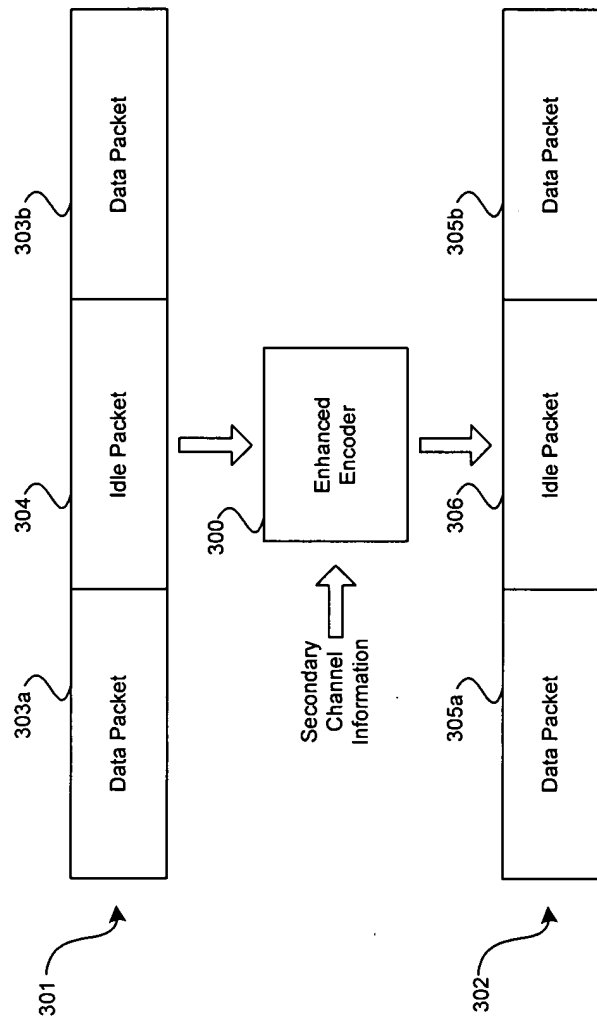 301
303a
304
303b
Data Packet
Idle Packet
Data Packet
Secondary
Channel
Information
300
Enhanced
Encoder
302
305a
306
305b
Data Packet
Idle Packet
Data Packet